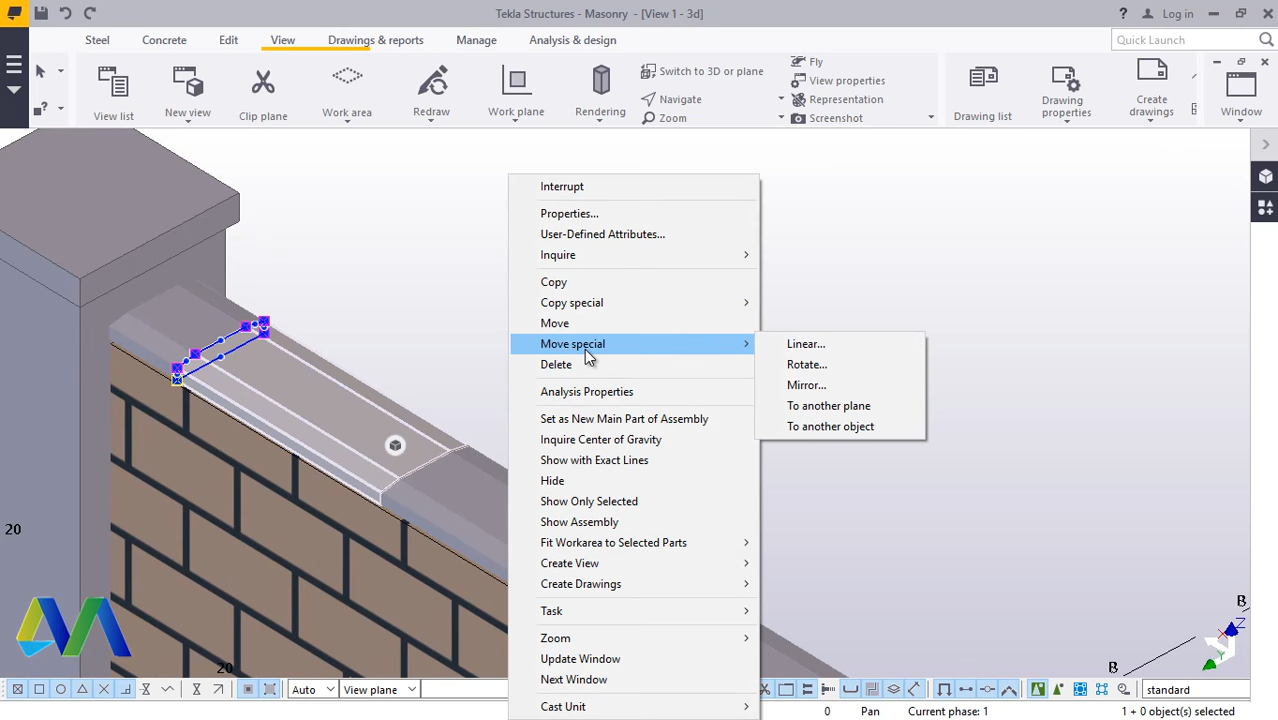 Tekla Structures - Masonry - [View 1 - 3d]
? Log in
Steel Concrete Edit View Drawings & reports Manage Analysis & design
Quick Launch
View list
New view
Clip plane
Work area
Redraw
Work plane
Rendering
Switch to 3D or plane
Navigate
Zoom
Fly
View properties
Representation
Screenshot
Drawing list
Drawing properties
Create drawings
Window
Interrupt
Properties...
User-Defined Attributes...
Inquire
Copy
Copy special
Move
Move special
Delete
Analysis Properties
Set as New Main Part of Assembly
Inquire Center of Gravity
Show with Exact Lines
Hide
Show Only Selected
Show Assembly
Fit Workarea to Selected Parts
Create View
Create Drawings
Task
Zoom
Update Window
Next Window
Cast Unit
Linear...
Rotate...
Mirror...
To another plane
To another object
20
20
B
B
Z
Auto
View plane
standard
0 Pan Current phase: 1 1 + 0 object(s) selected